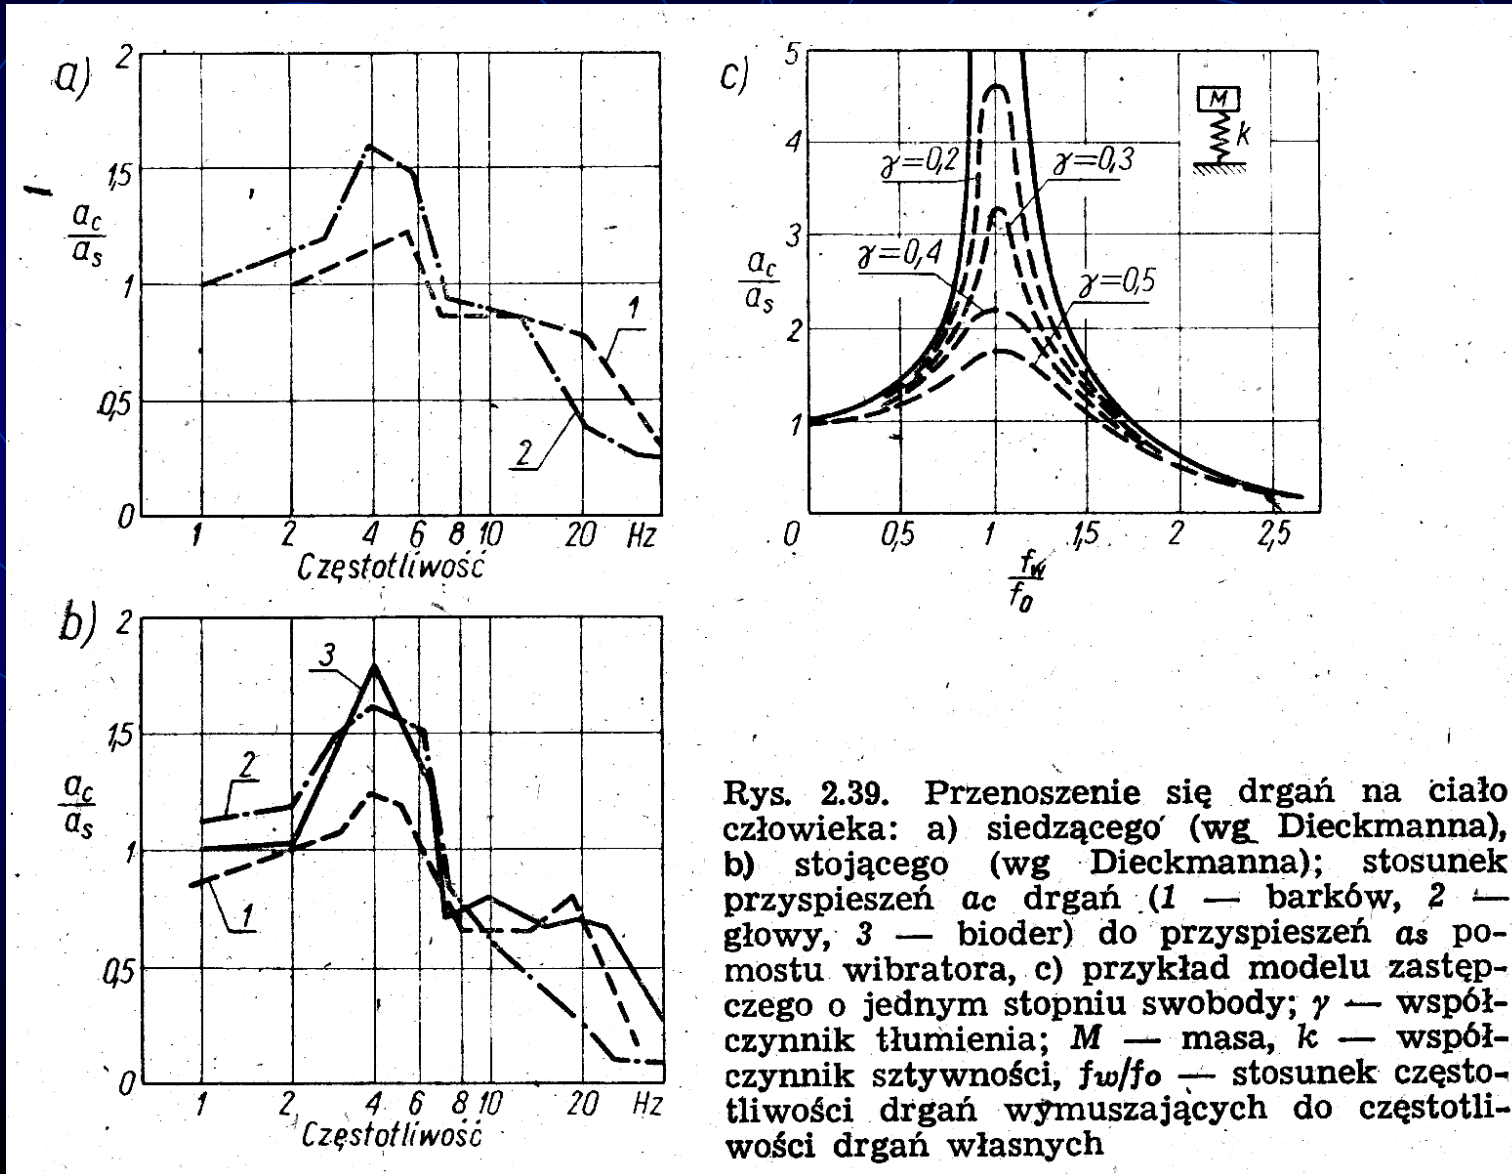 a)
2
1,5
a_c
a_s
1
0,5
0
1 2 4 6 8 10 20 Hz
Częstotliwość
1
2
b)
2
1,5
a_c
a_s
1
0,5
0
1 2 4 6 8 10 20 Hz
Częstotliwość
3
2
1
c)
5
4
3
a_c
a_s
2
1
0 0,5 1 1,5 2 2,5
f_w
f_0
M
k
γ=0,2
γ=0,3
γ=0,4
γ=0,5
Rys. 2.39. Przenoszenie się drgań na ciało
człowieka: a) siedzącego (wg Dieckmanna),
b) stojącego (wg Dieckmanna); stosunek
przyspieszeń ac drgań (1 — barków, 2 —
głowy, 3 — bioder) do przyspieszeń as po-
mostu wibratora, c) przykład modelu zastęp-
czego o jednym stopniu swobody; γ — współ-
czynnik tłumienia; M — masa, k — współ-
czynnik sztywności, fw/fo — stosunek często-
tliwości drgań wymuszających do częstotli-
wości drgań własnych